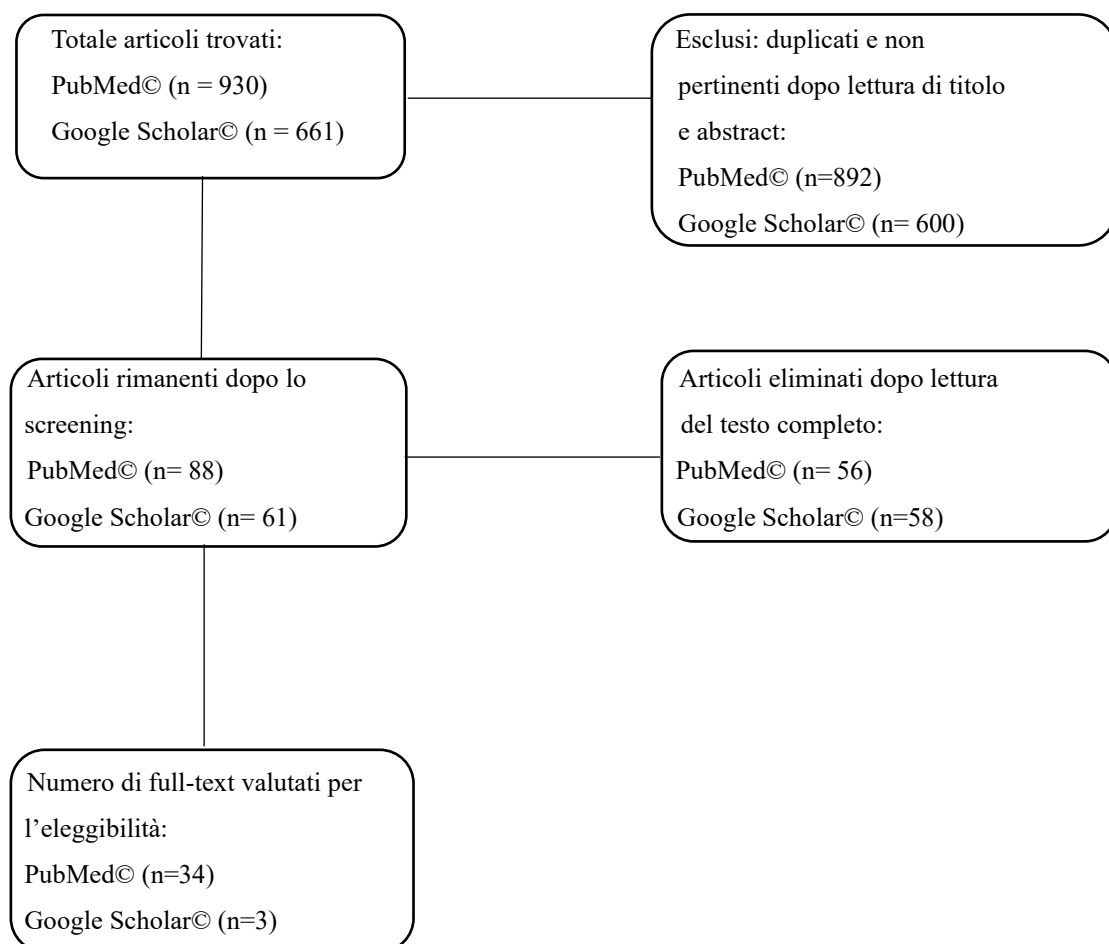 Totale articoli trovati:
PubMed© (n = 930)
Google Scholar© (n = 661)
Esclusi: duplicati e non
pertinenti dopo lettura di titolo
e abstract:
PubMed© (n=892)
Google Scholar© (n= 600)
Articoli rimanenti dopo lo
screening:
PubMed© (n= 88)
Google Scholar© (n= 61)
Articoli eliminati dopo lettura
del testo completo:
PubMed© (n= 56)
Google Scholar© (n=58)
Numero di full-text valutati per
l’eleggibilità:
PubMed© (n=34)
Google Scholar© (n=3)